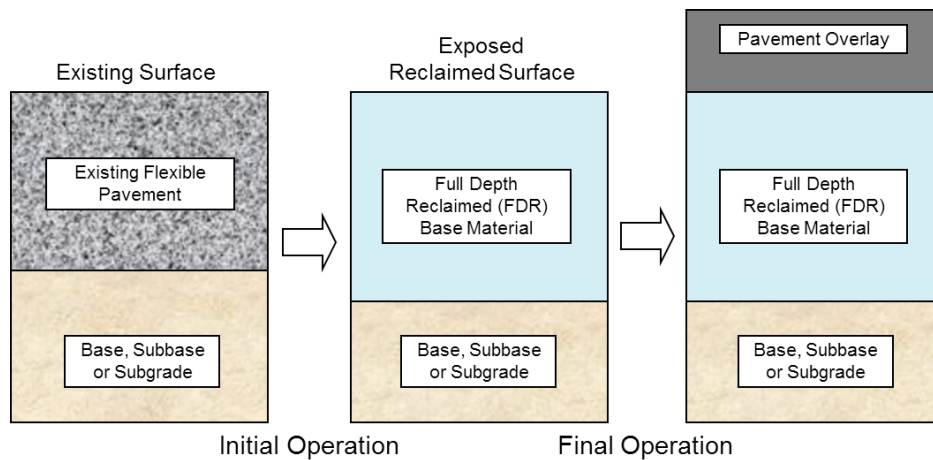 Existing Surface
Existing Flexible
Pavement
Base, Subbase
or Subgrade
Initial Operation
Exposed
Reclaimed Surface
Full Depth
Reclaimed (FDR)
Base Material
Base, Subbase
or Subgrade
Final Operation
Pavement Overlay
Full Depth
Reclaimed (FDR)
Base Material
Base, Subbase
or Subgrade